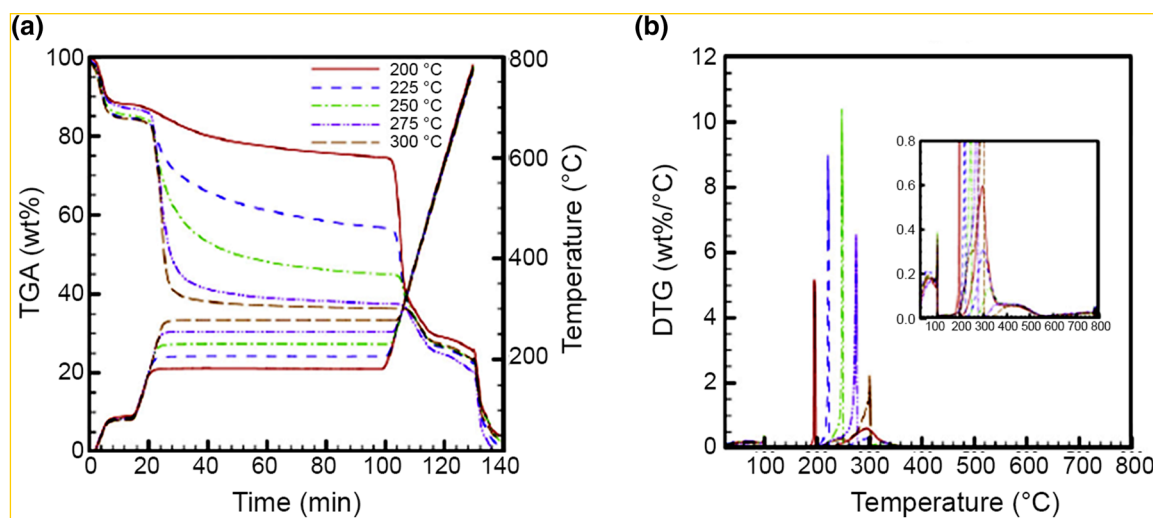 (a)
100
80
60
40
20
0
TGA (wt%)
0 20 40 60 80 100 120 140
Time (min)
800
600
400
200
Temperature (°C)
200 °C
225 °C
250 °C
275 °C
300 °C
(b)
12
10
8
6
4
2
0
DTG (wt%/°C)
100 200 300 400 500 600 700 800
Temperature (°C)
0.8
0.6
0.4
0.2
0.0
100 200 300 400 500 600 700 800